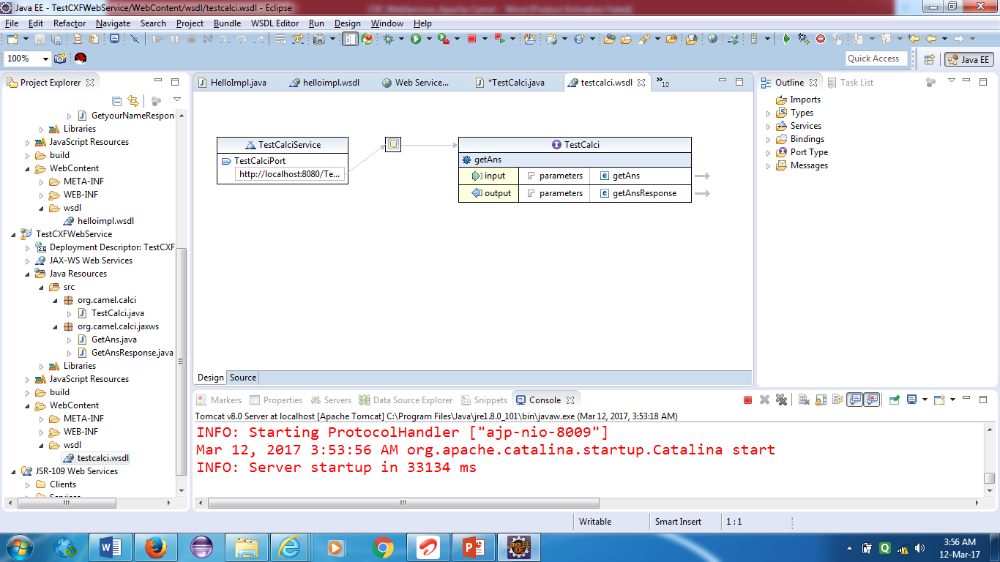 Java EE - TestCXFWebService/WebContent/wsdl/testcalci.wsdl - Eclipse
File Edit Refactor Navigate Search Project Bundle WSDL Editor Run Design Window Help
100%
Quick Access
Java EE
Project Explorer
GetyourNameRespon
Libraries
JavaScript Resources
build
WebContent
META-INF
WEB-INF
wsdl
helloimpl.wsdl
TestCXFWebService
Deployment Descriptor: TestCXF
JAX-WS Web Services
Java Resources
src
org.camel.calci
TestCalci.java
org.camel.calci.jaxws
GetAns.java
GetAnsResponse.java
Libraries
JavaScript Resources
build
WebContent
META-INF
WEB-INF
wsdl
testcalci.wsdl
JSR-109 Web Services
Clients
HelloImpl.java helloimpl.wsdl Web Service... *TestCalci.java testcalci.wsdl »10
TestCalciService
TestCalciPort
http://localhost:8080/Te...
TestCalci
getAns
input parameters getAns
output parameters getAnsResponse
Design Source
Outline Task List
Imports
Types
Services
Bindings
Port Type
Messages
Markers Properties Servers Data Source Explorer Snippets Console
Tomcat v8.0 Server at localhost [Apache Tomcat] C:\Program Files\Java\jre1.8.0_101\bin\javaw.exe (Mar 12, 2017, 3:53:18 AM)
INFO: Starting ProtocolHandler ["ajp-nio-8009"]
Mar 12, 2017 3:53:56 AM org.apache.catalina.startup.Catalina start
INFO: Server startup in 33134 ms
Writable Smart Insert 1 : 1
3:56 AM
12-Mar-17